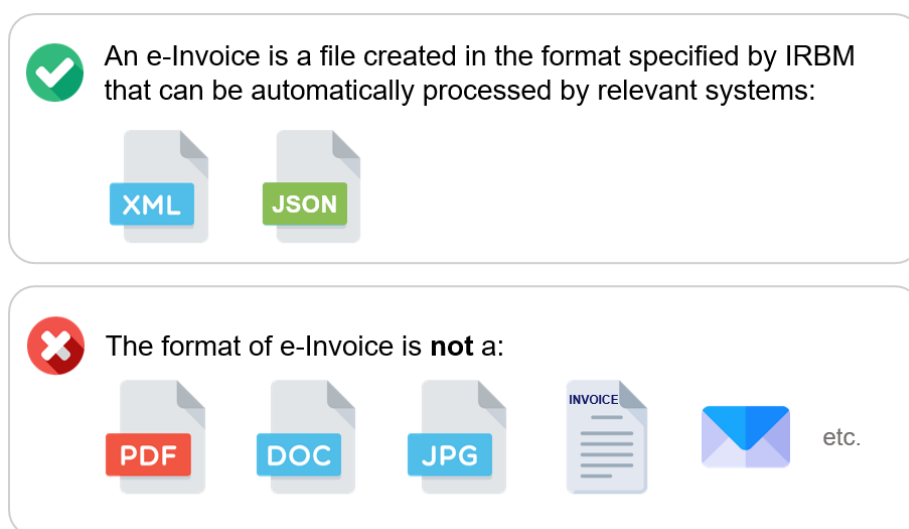 An e-Invoice is a file created in the format specified by IRBM
that can be automatically processed by relevant systems:
XML
JSON
The format of e-Invoice is not a:
PDF
DOC
JPG
INVOICE
etc.